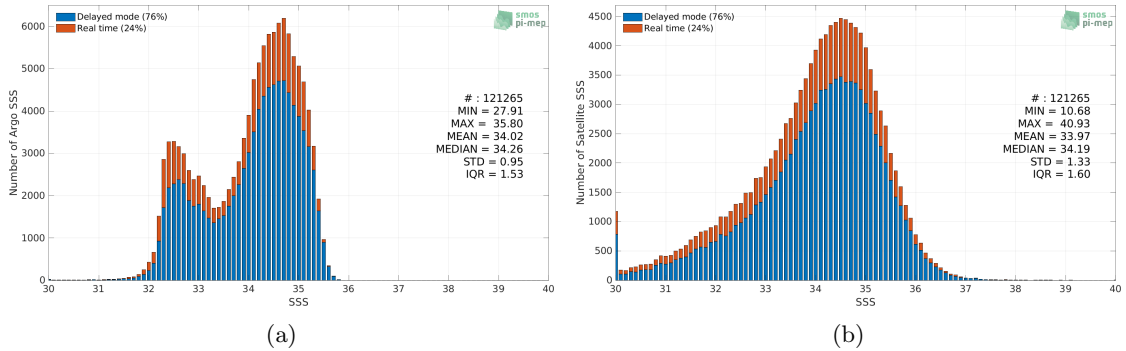 Delayed mode (76%)
Real time (24%)
smos
pi-mep
# : 121265
MIN = 27.91
MAX = 35.80
MEAN = 34.02
MEDIAN = 34.26
STD = 0.95
IQR = 1.53
Number of Argo SSS
6000
5000
4000
3000
2000
1000
0
30 31 32 33 34 35 36 37 38 39 40
SSS
(a)
Delayed mode (76%)
Real time (24%)
smos
pi-mep
# : 121265
MIN = 10.68
MAX = 40.93
MEAN = 33.97
MEDIAN = 34.19
STD = 1.33
IQR = 1.60
Number of Satellite SSS
4500
4000
3500
3000
2500
2000
1500
1000
500
0
30 31 32 33 34 35 36 37 38 39 40
SSS
(b)